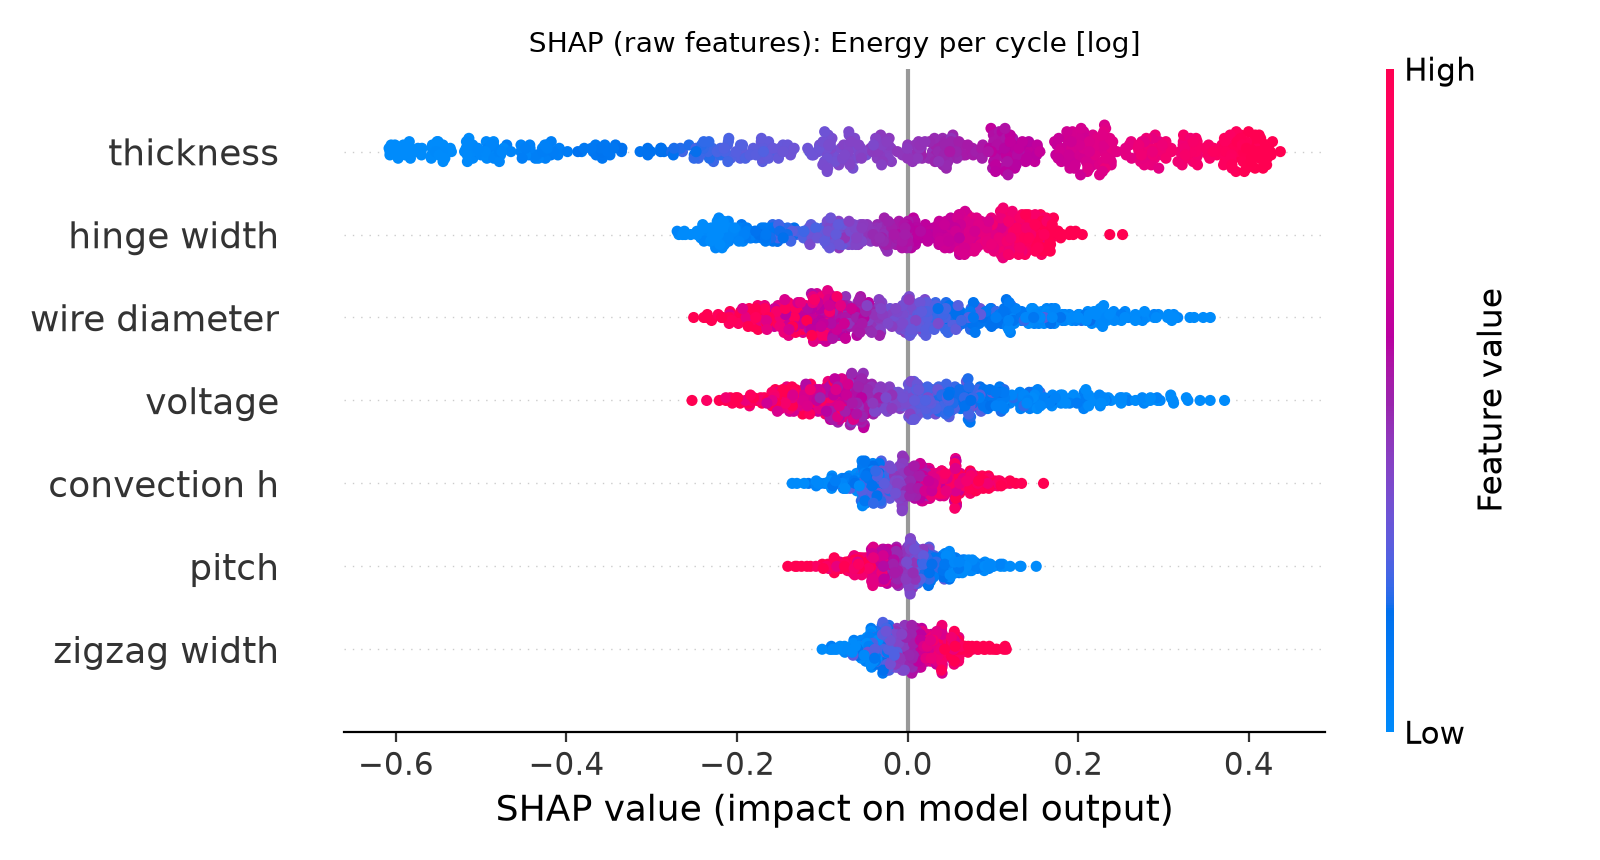 SHAP (raw features): Energy per cycle [log]
High
thickness
hinge width
wire diameter
voltage
convection h
pitch
zigzag width
Feature value
Low
−0.6 −0.4 −0.2 0.0 0.2 0.4
SHAP value (impact on model output)